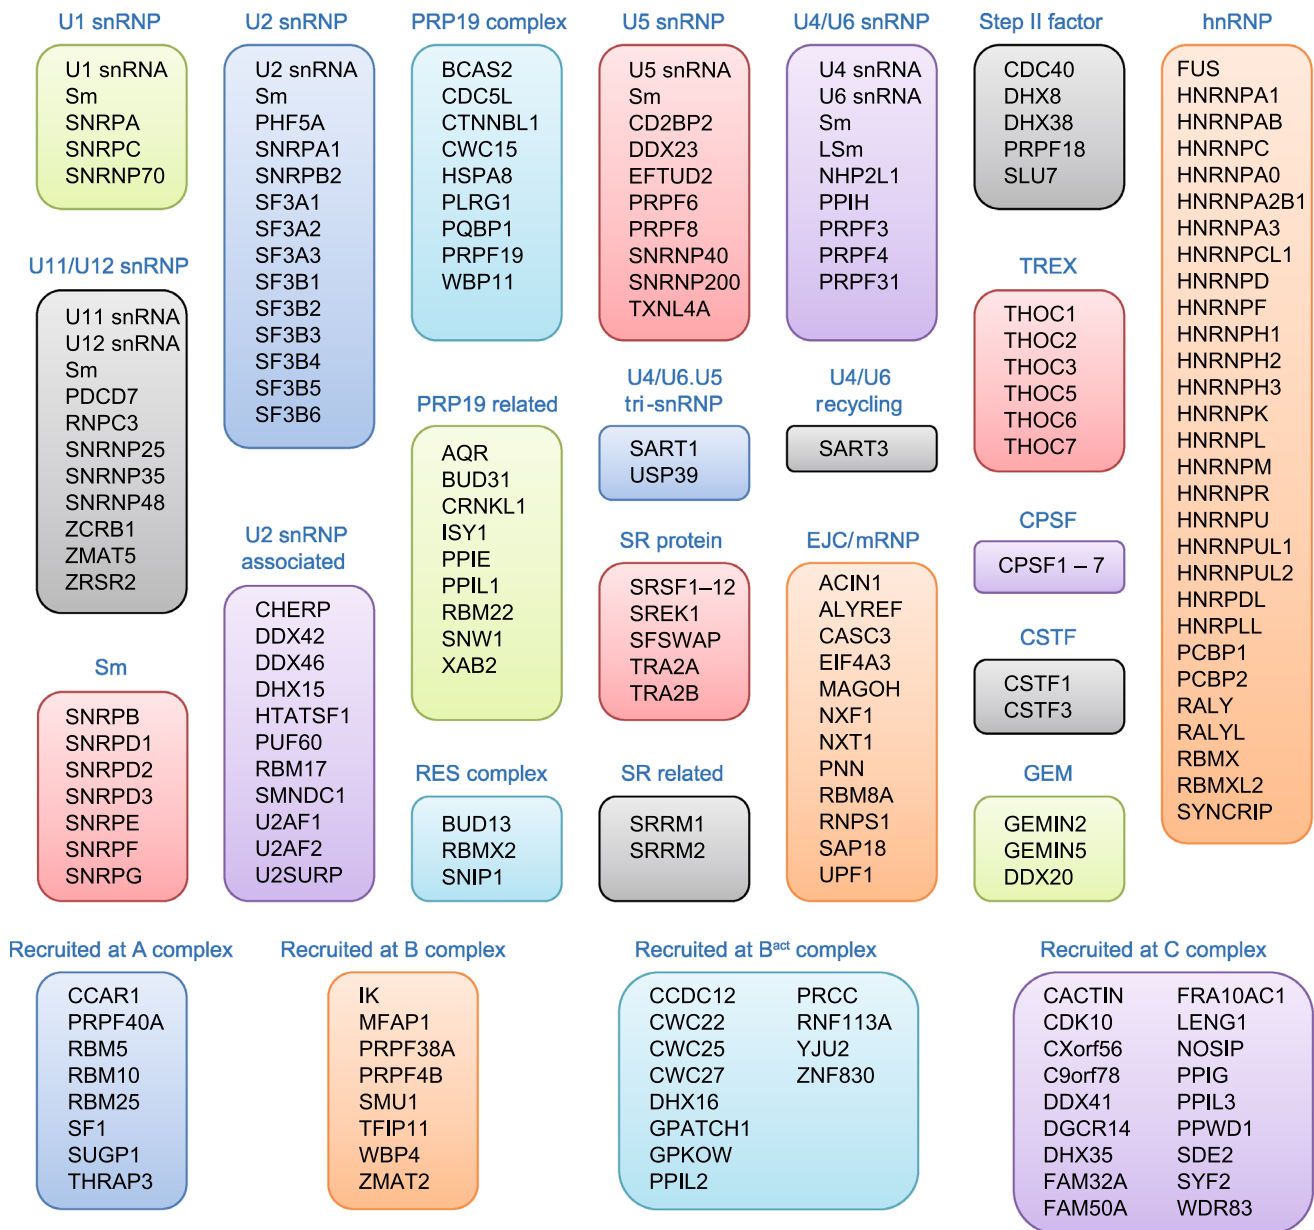 U1 snRNP
U1 snRNA
Sm
SNRPA
SNRPC
SNRNP70
U11/U12 snRNP
U11 snRNA
U12 snRNA
Sm
PDCD7
RNPC3
SNRNP25
SNRNP35
SNRNP48
ZCRB1
ZMAT5
ZRSR2
Sm
SNRPB
SNRPD1
SNRPD2
SNRPD3
SNRPE
SNRPF
SNRPG
U2 snRNP
U2 snRNA
Sm
PHF5A
SNRPA1
SNRPB2
SF3A1
SF3A2
SF3A3
SF3B1
SF3B2
SF3B3
SF3B4
SF3B5
SF3B6
U2 snRNP
associated
CHERP
DDX42
DDX46
DHX15
HTATSF1
PUF60
RBM17
SMNDC1
U2AF1
U2AF2
U2SURP
PRP19 complex
BCAS2
CDC5L
CTNNBL1
CWC15
HSPA8
PLRG1
PQBP1
PRPF19
WBP11
PRP19 related
AQR
BUD31
CRNKL1
ISY1
PPIE
PPIL1
RBM22
SNW1
XAB2
RES complex
BUD13
RBMX2
SNIP1
U5 snRNP
U5 snRNA
Sm
CD2BP2
DDX23
EFTUD2
PRPF6
PRPF8
SNRNP40
SNRNP200
TXNL4A
U4/U6.U5
tri-snRNP
SART1
USP39
SR protein
SRSF1–12
SREK1
SFSWAP
TRA2A
TRA2B
SR related
SRRM1
SRRM2
U4/U6 snRNP
U4 snRNA
U6 snRNA
Sm
LSm
NHP2L1
PPIH
PRPF3
PRPF4
PRPF31
U4/U6
recycling
SART3
EJC/mRNP
ACIN1
ALYREF
CASC3
EIF4A3
MAGOH
NXF1
NXT1
PNN
RBM8A
RNPS1
SAP18
UPF1
Step II factor
CDC40
DHX8
DHX38
PRPF18
SLU7
TREX
THOC1
THOC2
THOC3
THOC5
THOC6
THOC7
CPSF
CPSF1 – 7
CSTF
CSTF1
CSTF3
GEM
GEMIN2
GEMIN5
DDX20
hnRNP
FUS
HNRNPA1
HNRNPAB
HNRNPC
HNRNPA0
HNRNPA2B1
HNRNPA3
HNRNPCL1
HNRNPD
HNRNPF
HNRNPH1
HNRNPH2
HNRNPH3
HNRNPK
HNRNPL
HNRNPM
HNRNPR
HNRNPU
HNRNPUL1
HNRNPUL2
HNRPDL
HNRPLL
PCBP1
PCBP2
RALY
RALYL
RBMX
RBMXL2
SYNCRIP
Recruited at A complex
CCAR1
PRPF40A
RBM5
RBM10
RBM25
SF1
SUGP1
THRAP3
Recruited at B complex
IK
MFAP1
PRPF38A
PRPF4B
SMU1
TFIP11
WBP4
ZMAT2
Recruited at Bact complex
CCDC12
CWC22
CWC25
CWC27
DHX16
GPATCH1
GPKOW
PPIL2
PRCC
RNF113A
YJU2
ZNF830
Recruited at C complex
CACTIN
CDK10
CXorf56
C9orf78
DDX41
DGCR14
DHX35
FAM32A
FAM50A
FRA10AC1
LENG1
NOSIP
PPIG
PPIL3
PPWD1
SDE2
SYF2
WDR83